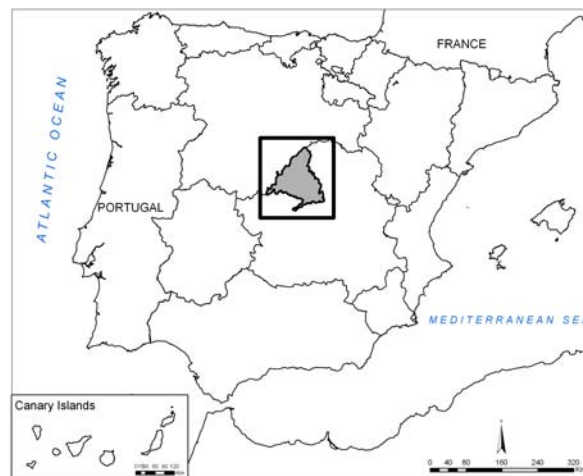 FRANCE
ATLANTIC OCEAN
PORTUGAL
MEDITERRANEAN SE
Canary Islands
0 40 80 160 240 320